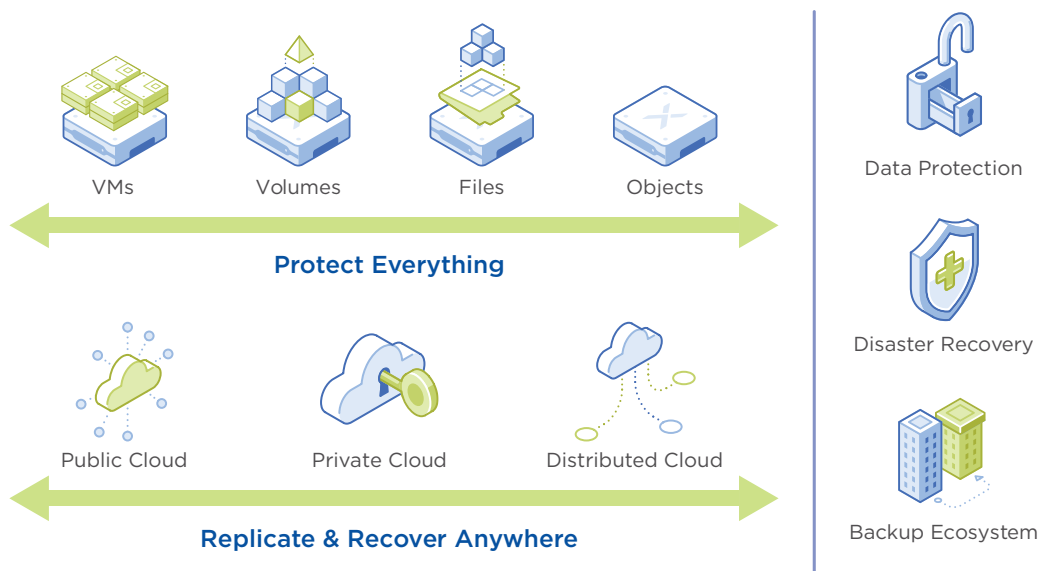 VMs
Volumes
Files
Objects
Protect Everything
Public Cloud
Private Cloud
Distributed Cloud
Replicate & Recover Anywhere
Data Protection
Disaster Recovery
Backup Ecosystem